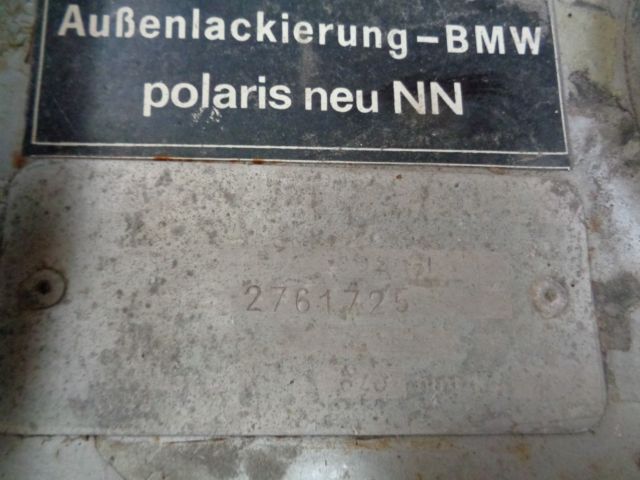 Außenlackierung–BMW
polaris neu NN
2761725